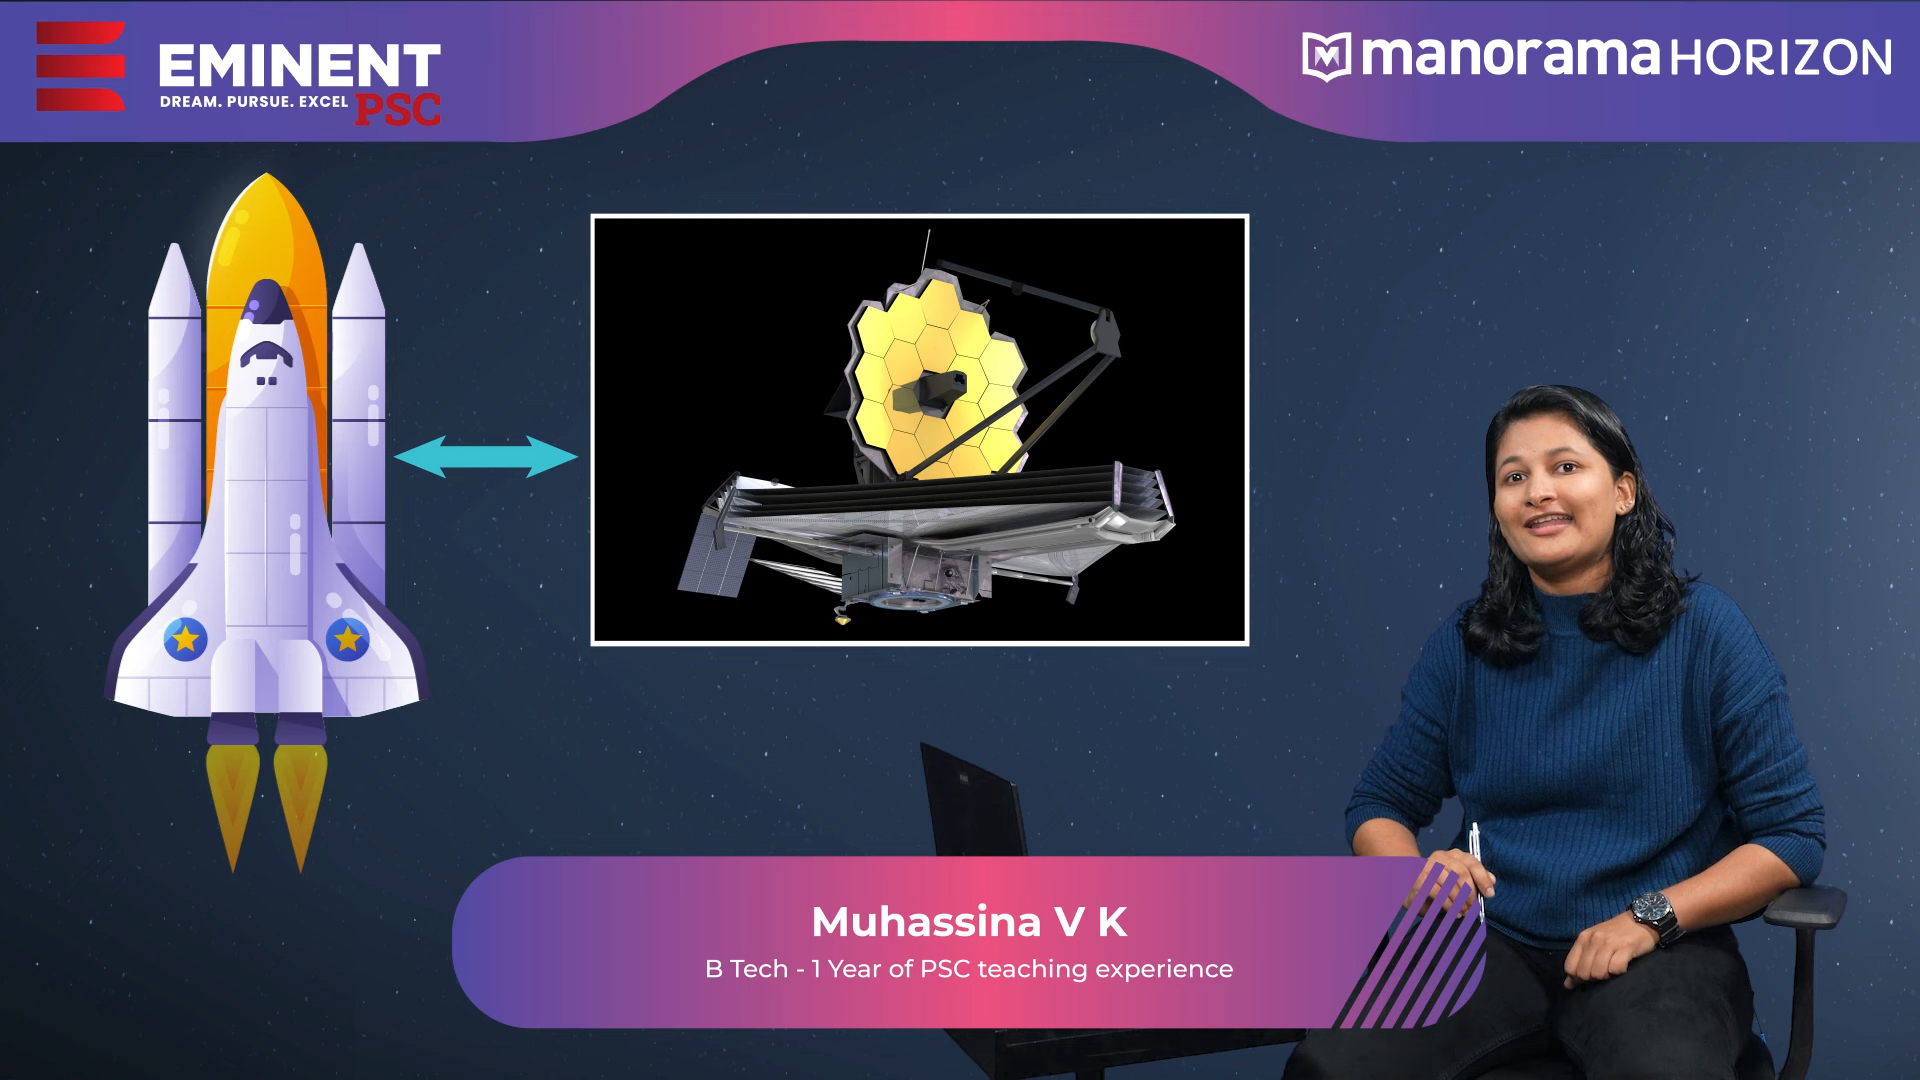 EMINENT
DREAM. PURSUE. EXCEL
PSC
manorama HORIZON
Muhassina V K
B Tech - 1 Year of PSC teaching experience